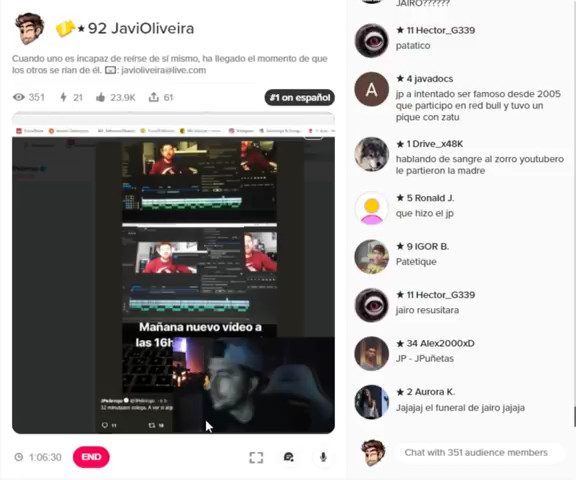 92 JaviOliveira
Cuando uno es incapaz de reírse de sí mismo, ha llegado el momento de que
los otros se rían de él. 📧: javioliveira@live.com
351 21 23.9K 61 #1 on español
Mañana nuevo vídeo a
las 16h
1:06:30 END
JAIRO??????
11 Hector_G339
patatico
A
4 javadocs
jp a intentado ser famoso desde 2005
que participo en red bull y tuvo un
pique con zatu
1 Drive_x48K
hablando de sangre al zorro youtubero
le partieron la madre
5 Ronald J.
que hizo el jp
9 IGOR B.
Patetique
11 Hector_G339
jairo resusitara
34 Alex2000xD
JP - JPuñetas
2 Aurora K.
Jajajaj el funeral de jairo jajaja
Chat with 351 audience members